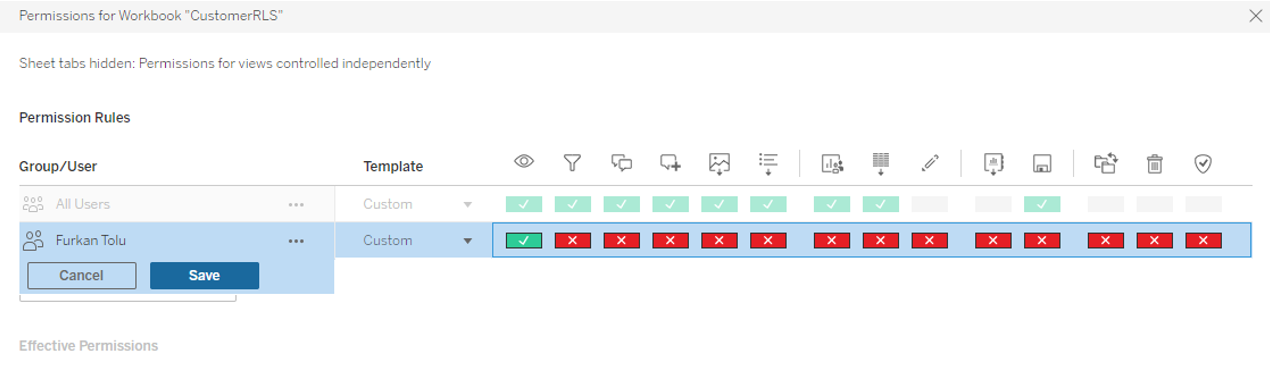 Permissions for Workbook "CustomerRLS"
Sheet tabs hidden: Permissions for views controlled independently
Permission Rules
Group/User Template
All Users Custom
Furkan Tolu Custom
Cancel Save
Effective Permissions